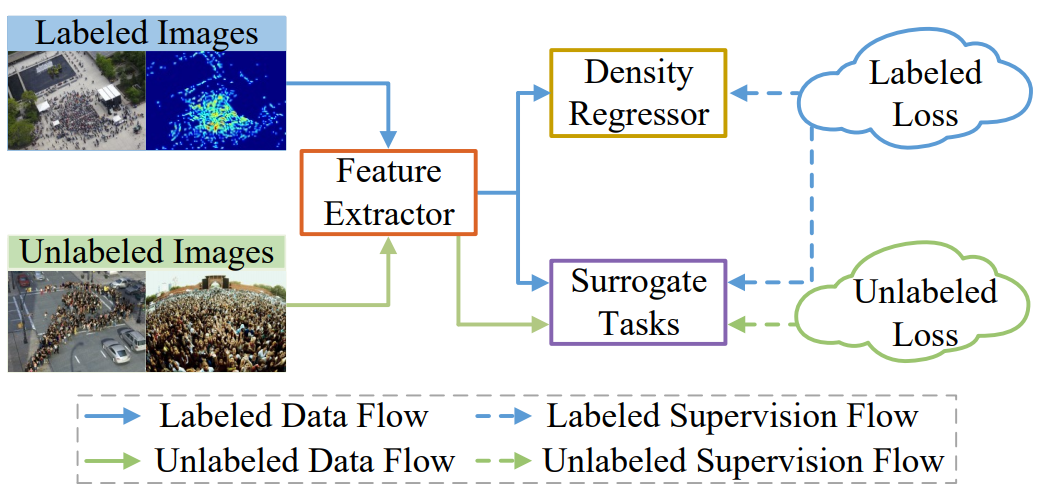 Labeled Images
Density
Regressor
Labeled
Loss
Feature
Extractor
Unlabeled Images
Surrogate
Tasks
Unlabeled
Loss
Labeled Data Flow
Labeled Supervision Flow
Unlabeled Data Flow
Unlabeled Supervision Flow